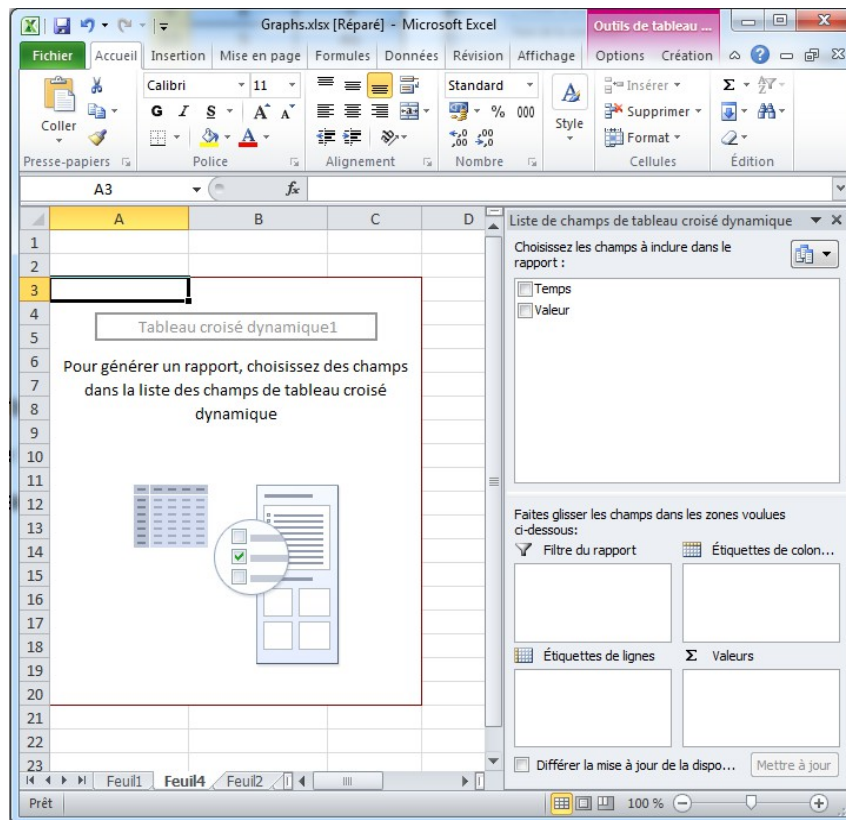 Graphs.xlsx [Réparé] - Microsoft Excel
Outils de tableau ...
Fichier Accueil Insertion Mise en page Formules Données Révision Affichage Options Création
Coller
Calibri 11
G I S A A
A
Standard
% 000
,00 ,00
,00 ,0
Style
Insérer
Supprimer
Format
Σ
Presse-papiers Police Alignement Nombre Cellules Édition
A3 fx
A B C D
1
2
3
4
5
6
7
8
9
10
11
12
13
14
15
16
17
18
19
20
21
22
23
Tableau croisé dynamique1
Pour générer un rapport, choisissez des champs
dans la liste des champs de tableau croisé
dynamique
Liste de champs de tableau croisé dynamique
Choisissez les champs à inclure dans le
rapport :
Temps
Valeur
Faites glisser les champs dans les zones voulues
ci-dessous:
Filtre du rapport Étiquettes de colon...
Étiquettes de lignes Σ Valeurs
Différer la mise à jour de la dispo... Mettre à jour
Feuil1 Feuil4 Feuil2
Prêt 100 %